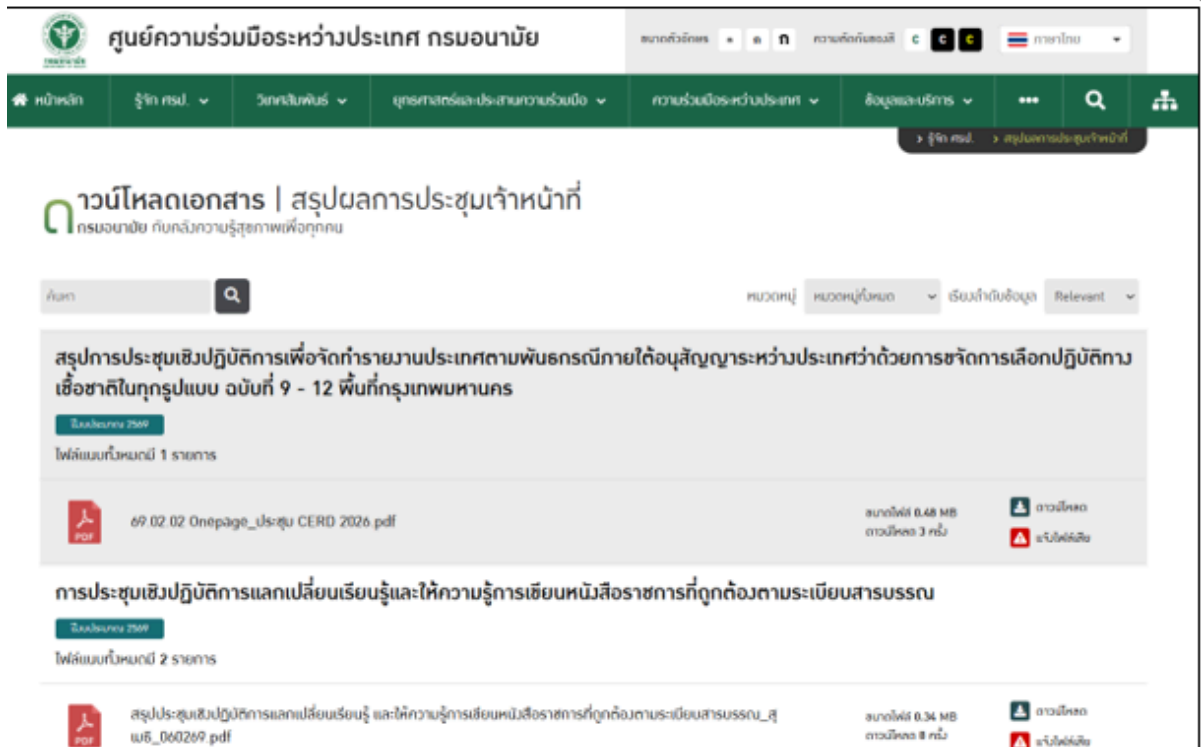 ศูนย์ความร่วมมือระหว่างประเทศ กรมอนามัย
ขนาดตัวอักษร ก ก ก ความตัดกันของสี C C C ภาษาไทย
หน้าหลัก รู้จัก ศรป. วิเทศสัมพันธ์ ยุทธศาสตร์และประสานความร่วมมือ ความร่วมมือระหว่างประเทศ ข้อมูลและบริการ •••
รู้จัก ศรป. สรุปผลการประชุมเจ้าหน้าที่
ดาวน์โหลดเอกสาร | สรุปผลการประชุมเจ้าหน้าที่
กรมอนามัย กับคลังความรู้สุขภาพเพื่อทุกคน
ค้นหา หมวดหมู่ หมวดหมู่ทั้งหมด เรียงลำดับข้อมูล Relevant
สรุปการประชุมเชิงปฏิบัติการเพื่อจัดทำรายงานประเทศตามพันธกรณีภายใต้อนุสัญญาระหว่างประเทศว่าด้วยการขจัดการเลือกปฏิบัติทาง
เชื้อชาติในทุกรูปแบบ ฉบับที่ 9 - 12 พื้นที่กรุงเทพมหานคร
ปีงบประมาณ 2569
ไฟล์แนบทั้งหมดมี 1 รายการ
PDF 69.02.02 Onepage_ประชุม CERD 2026.pdf
ขนาดไฟล์ 0.48 MB
ดาวน์โหลด 3 ครั้ง
ดาวน์โหลด
แจ้งไฟล์เสีย
การประชุมเชิงปฏิบัติการแลกเปลี่ยนเรียนรู้และให้ความรู้การเขียนหนังสือราชการที่ถูกต้องตามระเบียบสารบรรณ
ปีงบประมาณ 2569
ไฟล์แนบทั้งหมดมี 2 รายการ
PDF สรุปประชุมเชิงปฏิบัติการแลกเปลี่ยนเรียนรู้ และให้ความรู้การเขียนหนังสือราชการที่ถูกต้องตามระเบียบสารบรรณ_สุ
เมธี_060269.pdf
ขนาดไฟล์ 0.34 MB
ดาวน์โหลด 8 ครั้ง
ดาวน์โหลด
แจ้งไฟล์เสีย